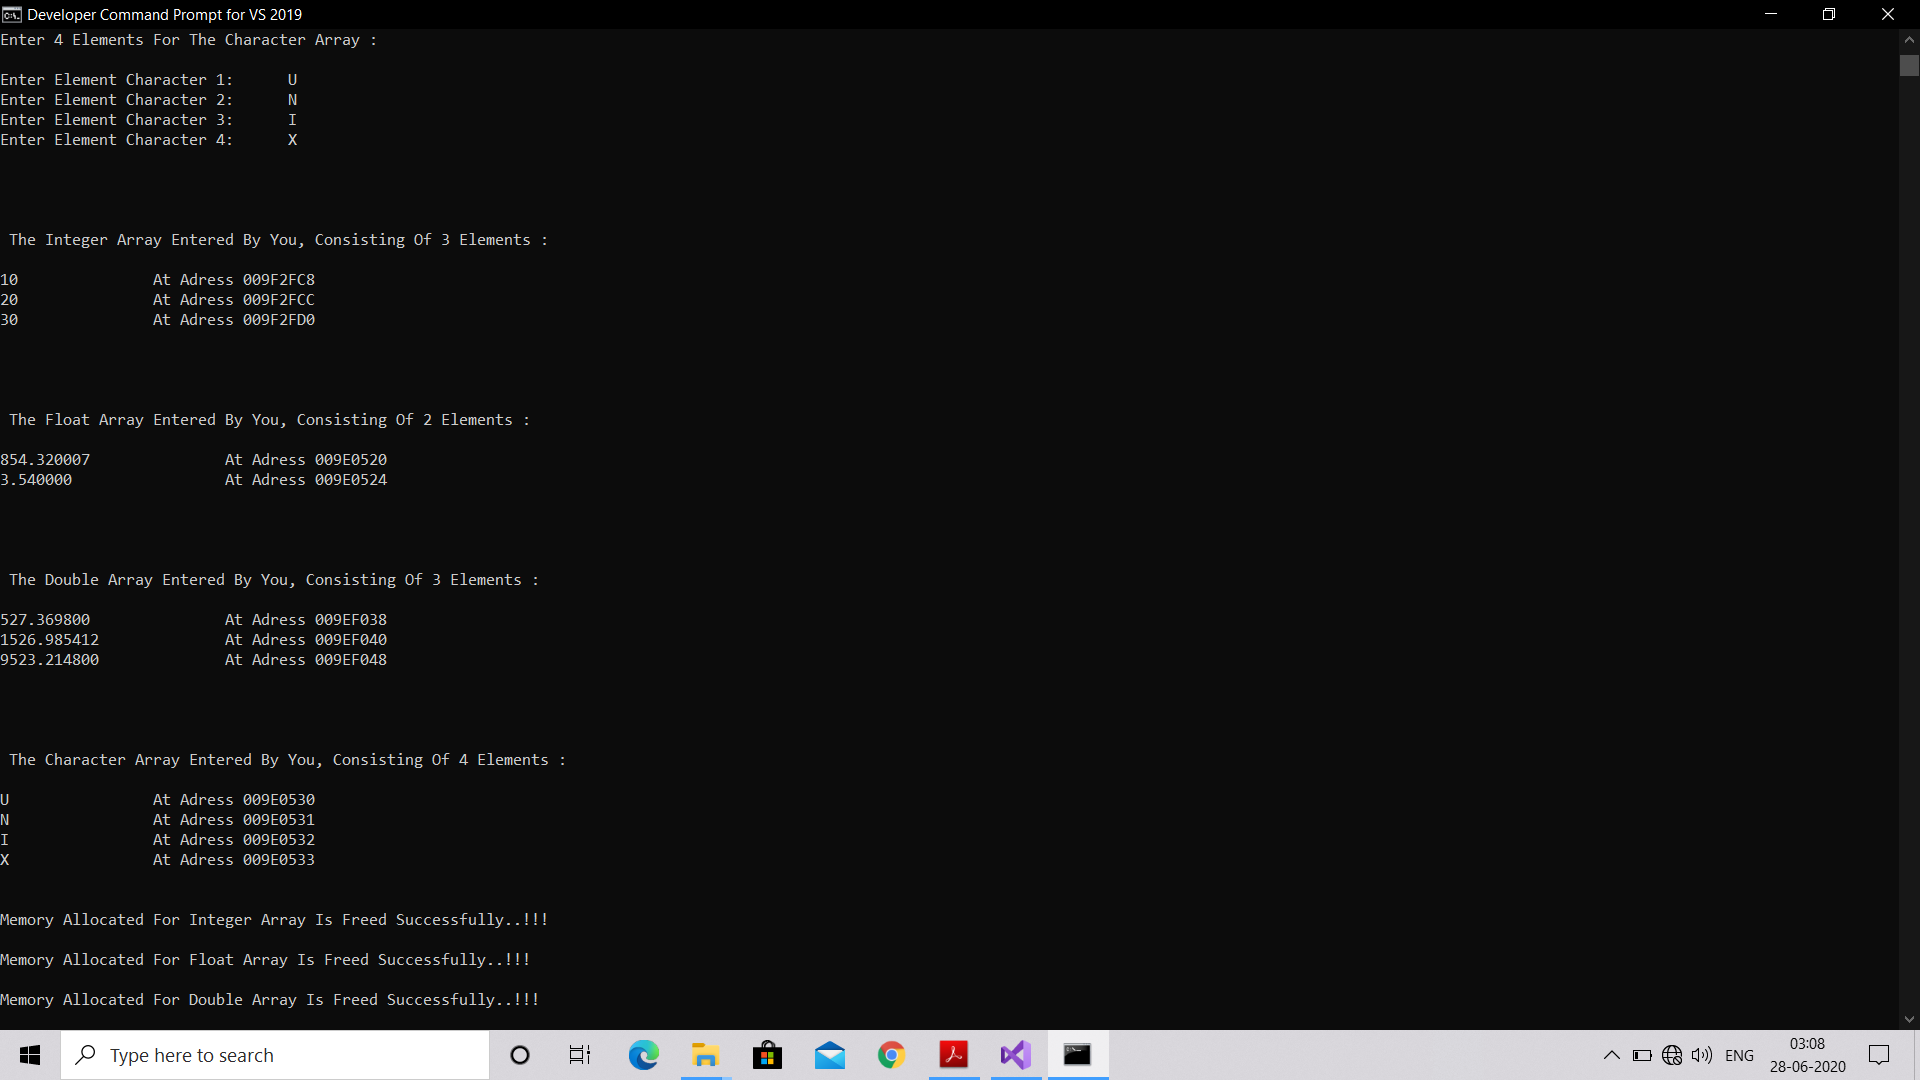 Developer Command Prompt for VS 2019
Enter 4 Elements For The Character Array :
Enter Element Character 1: U
Enter Element Character 2: N
Enter Element Character 3: I
Enter Element Character 4: X
The Integer Array Entered By You, Consisting Of 3 Elements :
10 At Adress 009F2FC8
20 At Adress 009F2FCC
30 At Adress 009F2FD0
The Float Array Entered By You, Consisting Of 2 Elements :
854.320007 At Adress 009E0520
3.540000 At Adress 009E0524
The Double Array Entered By You, Consisting Of 3 Elements :
527.369800 At Adress 009EF038
1526.985412 At Adress 009EF040
9523.214800 At Adress 009EF048
The Character Array Entered By You, Consisting Of 4 Elements :
U At Adress 009E0530
N At Adress 009E0531
I At Adress 009E0532
X At Adress 009E0533
Memory Allocated For Integer Array Is Freed Successfully..!!!
Memory Allocated For Float Array Is Freed Successfully..!!!
Memory Allocated For Double Array Is Freed Successfully..!!!
Type here to search
ENG
03:08
28-06-2020